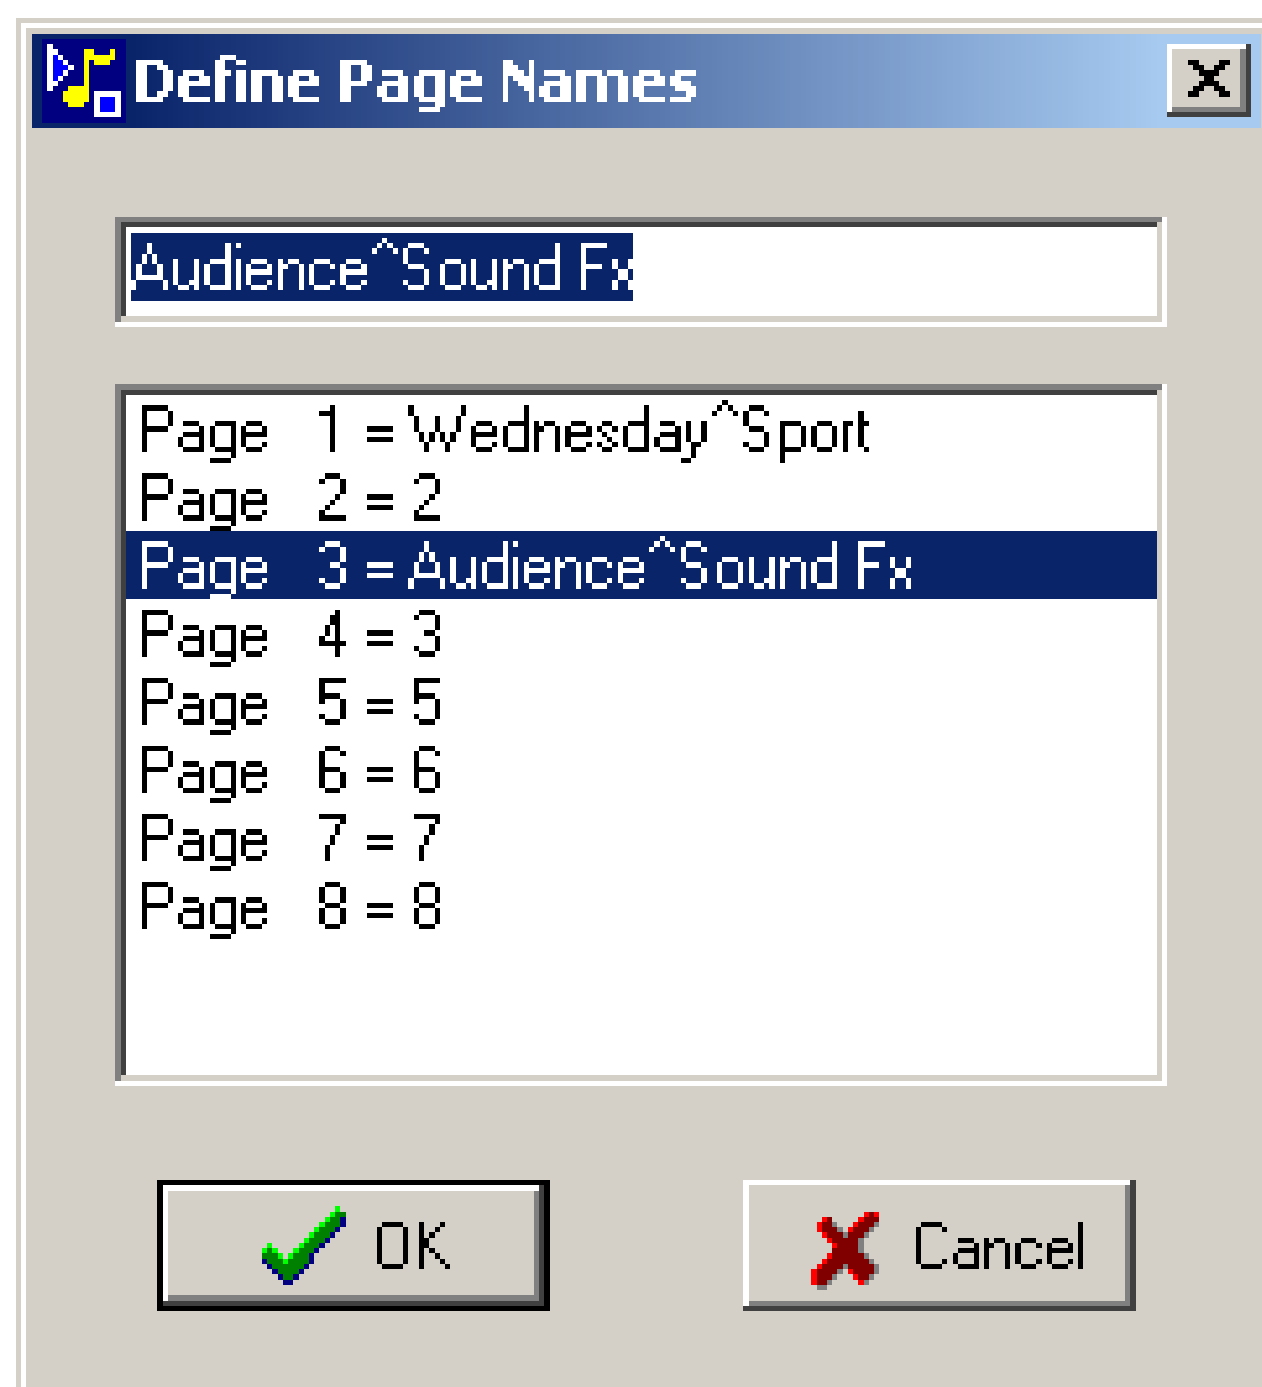 Define Page Names
Audience^Sound Fx
Page 1 = Wednesday^Sport
Page 2 = 2
Page 3 = Audience^Sound Fx
Page 4 = 3
Page 5 = 5
Page 6 = 6
Page 7 = 7
Page 8 = 8
OK
Cancel